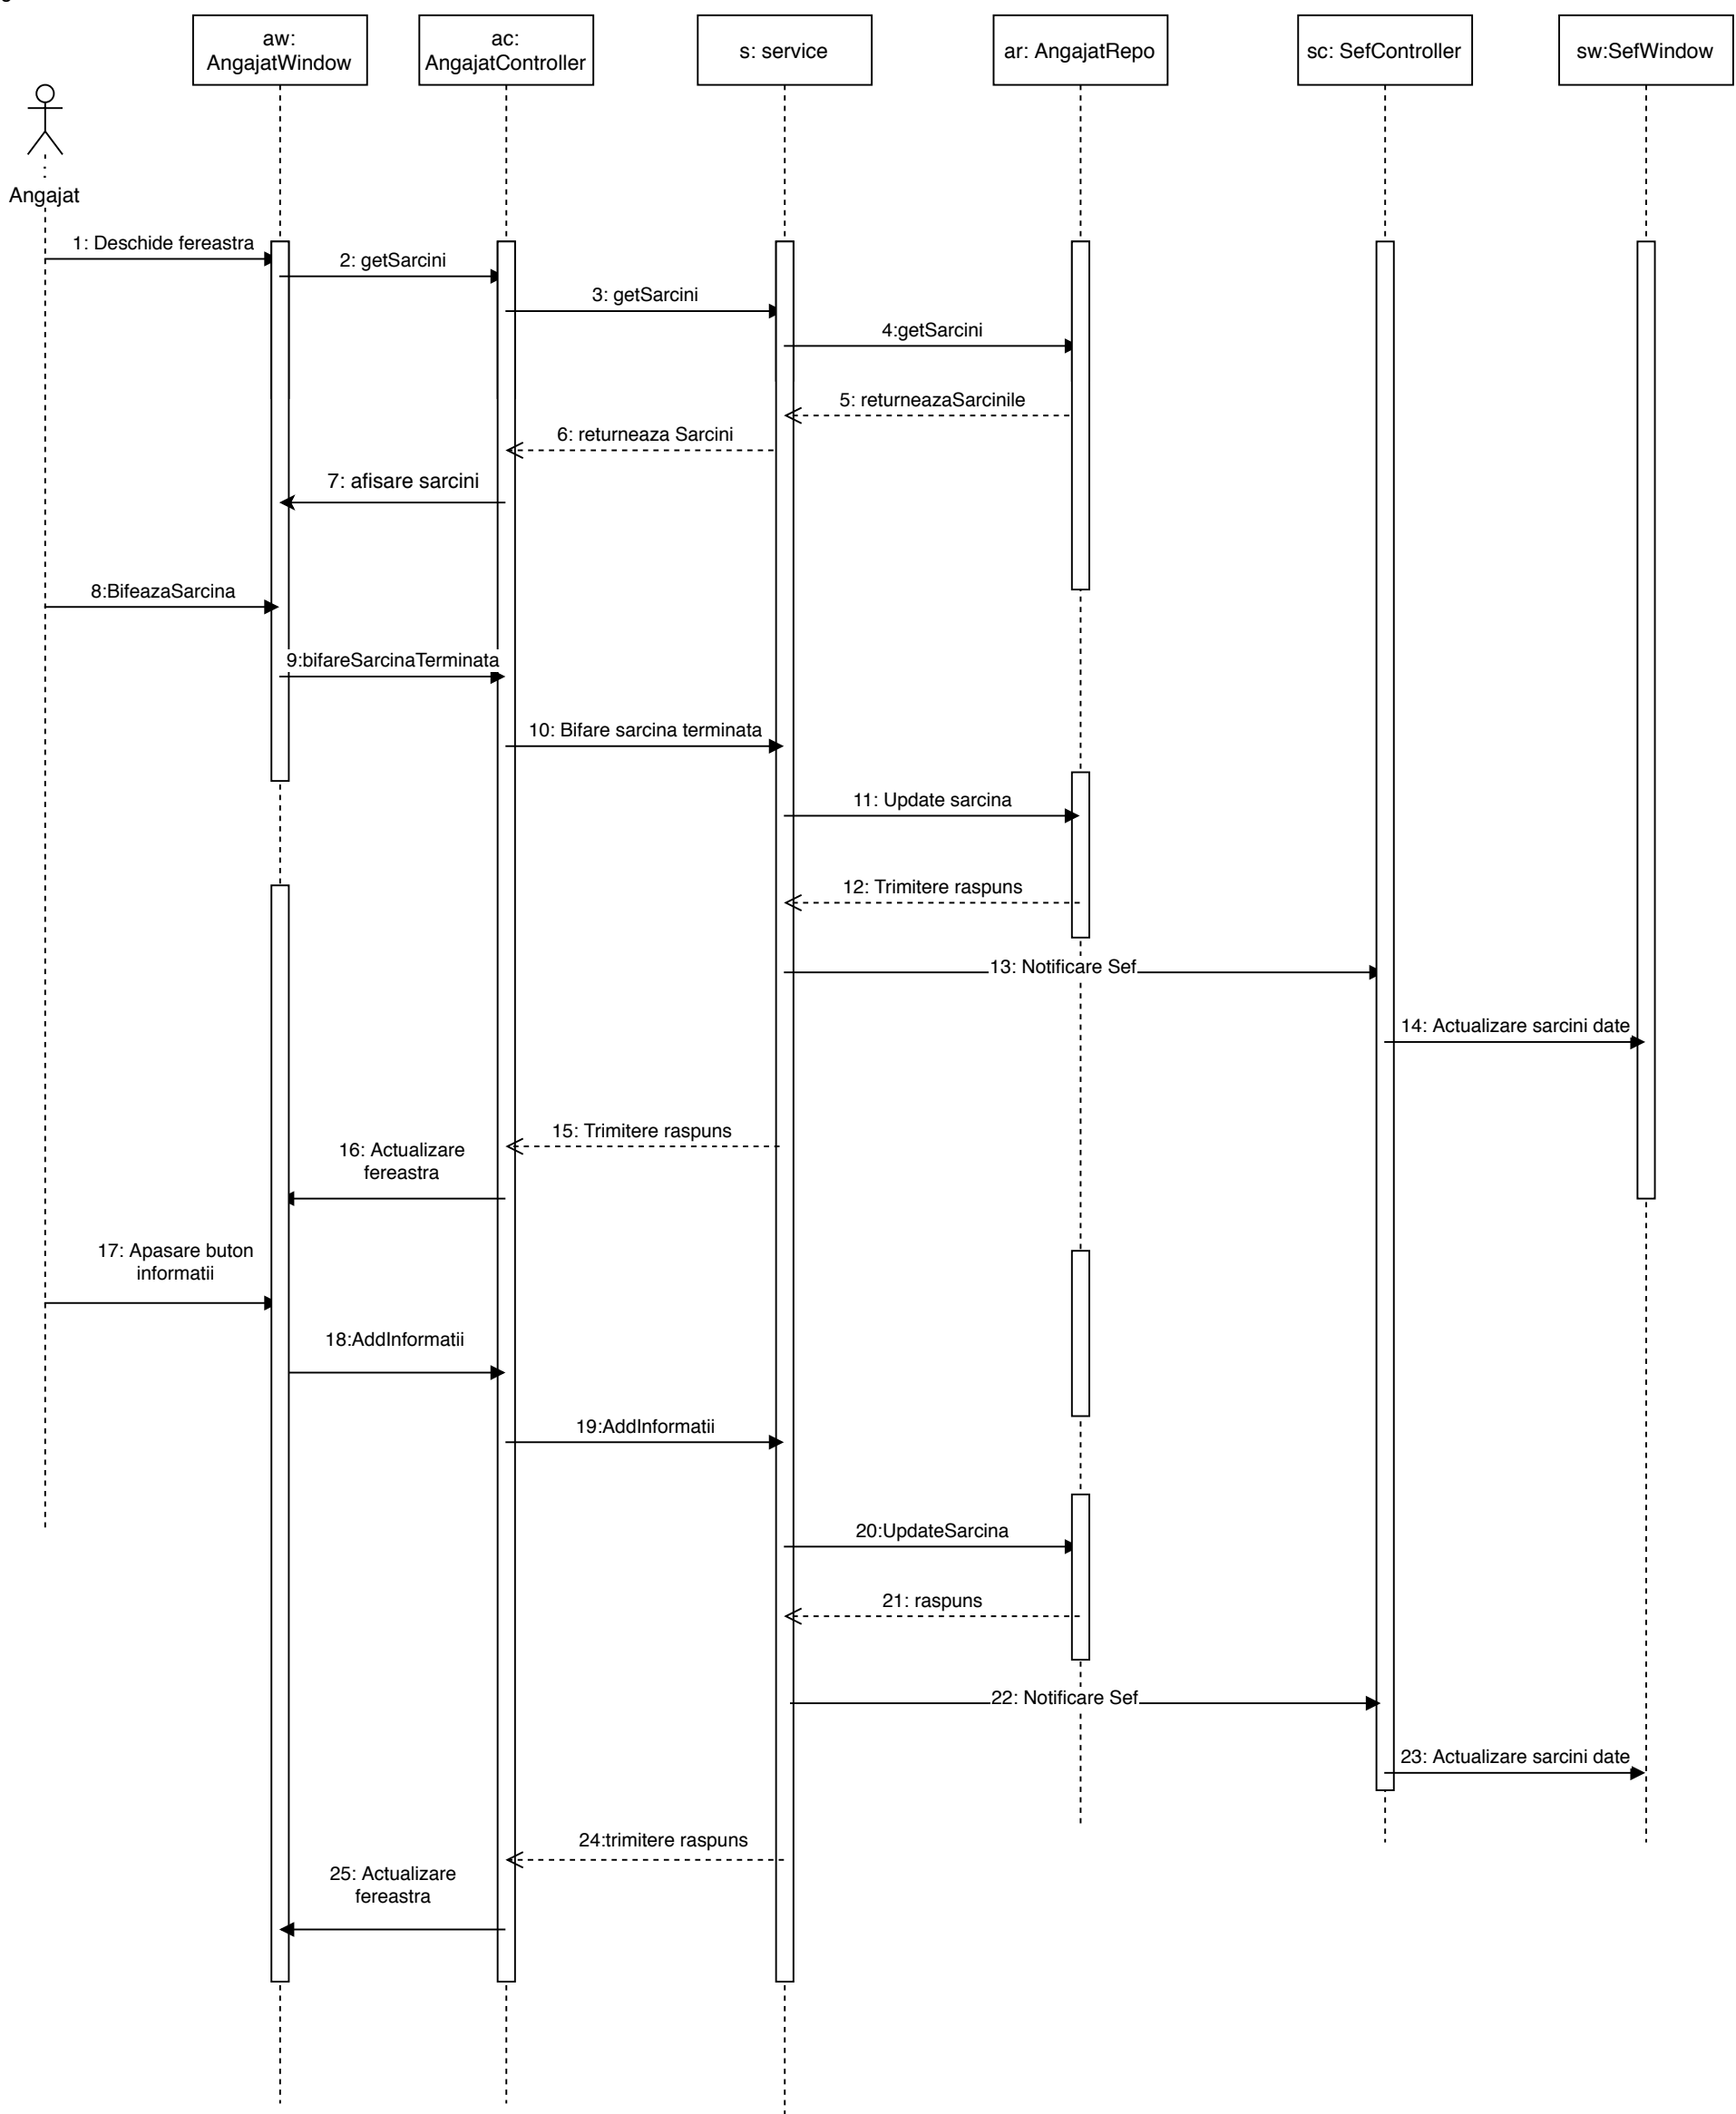 aw:
AngajatWindow
ac:
AngajatController
s: service
ar: AngajatRepo
sc: SefController
sw:SefWindow
Angajat
1: Deschide fereastra
2: getSarcini
3: getSarcini
4:getSarcini
5: returneazaSarcinile
6: returneaza Sarcini
7: afisare sarcini
8:BifeazaSarcina
9:bifareSarcinaTerminata
10: Bifare sarcina terminata
11: Update sarcina
12: Trimitere raspuns
13: Notificare Sef
14: Actualizare sarcini date
15: Trimitere raspuns
16: Actualizare
fereastra
17: Apasare buton
informatii
18:AddInformatii
19:AddInformatii
20:UpdateSarcina
21: raspuns
22: Notificare Sef
23: Actualizare sarcini date
24:trimitere raspuns
25: Actualizare
fereastra